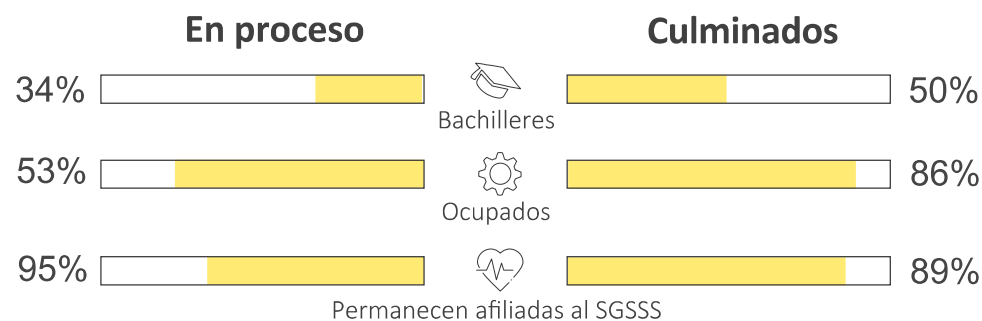 En proceso
Culminados
34%
50%
Bachilleres
53%
86%
Ocupados
95%
89%
Permanecen afiliadas al SGSSS